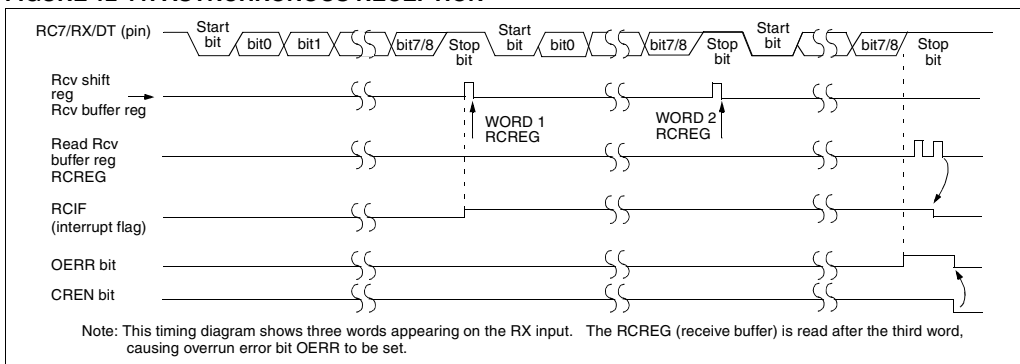 RC7/RX/DT (pin)
Start bit
bit0
bit1
bit7/8
Stop bit
Start bit
bit0
bit7/8
Stop bit
Start bit
bit7/8
Stop bit
Rcv shift
reg
Rcv buffer reg
WORD 1
RCREG
WORD 2
RCREG
Read Rcv
buffer reg
RCREG
RCIF
(interrupt flag)
OERR bit
CREN bit
Note: This timing diagram shows three words appearing on the RX input. The RCREG (receive buffer) is read after the third word,
causing overrun error bit OERR to be set.